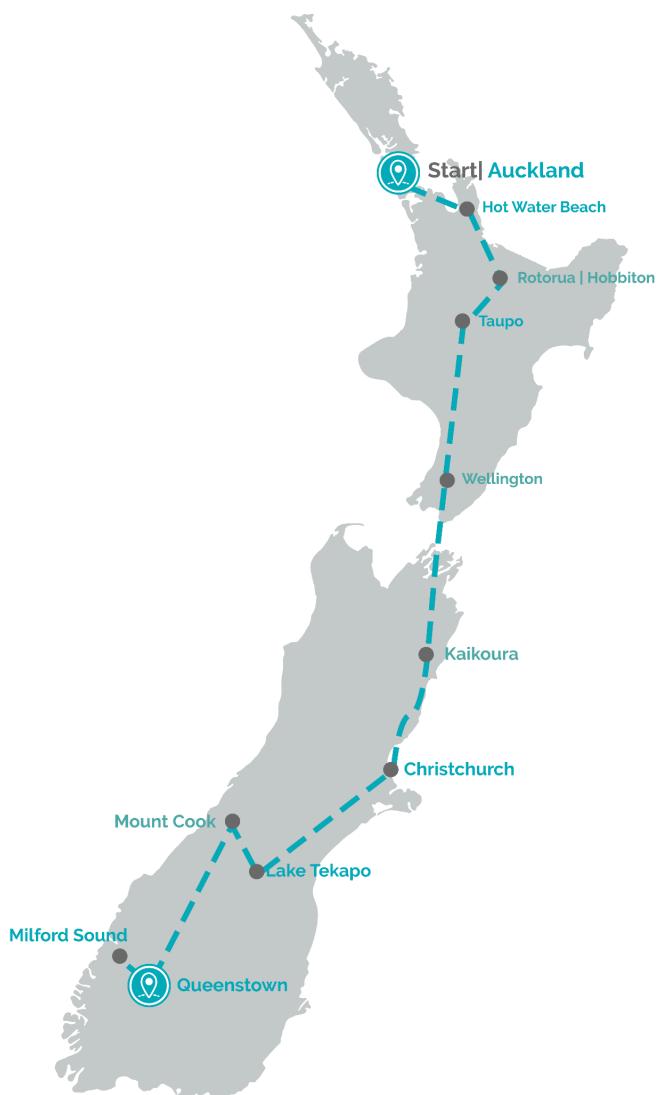 Start| Auckland
Hot Water Beach
Rotorua | Hobbiton
Taupo
Wellington
Kaikoura
Christchurch
Mount Cook
Lake Tekapo
Milford Sound
Queenstown